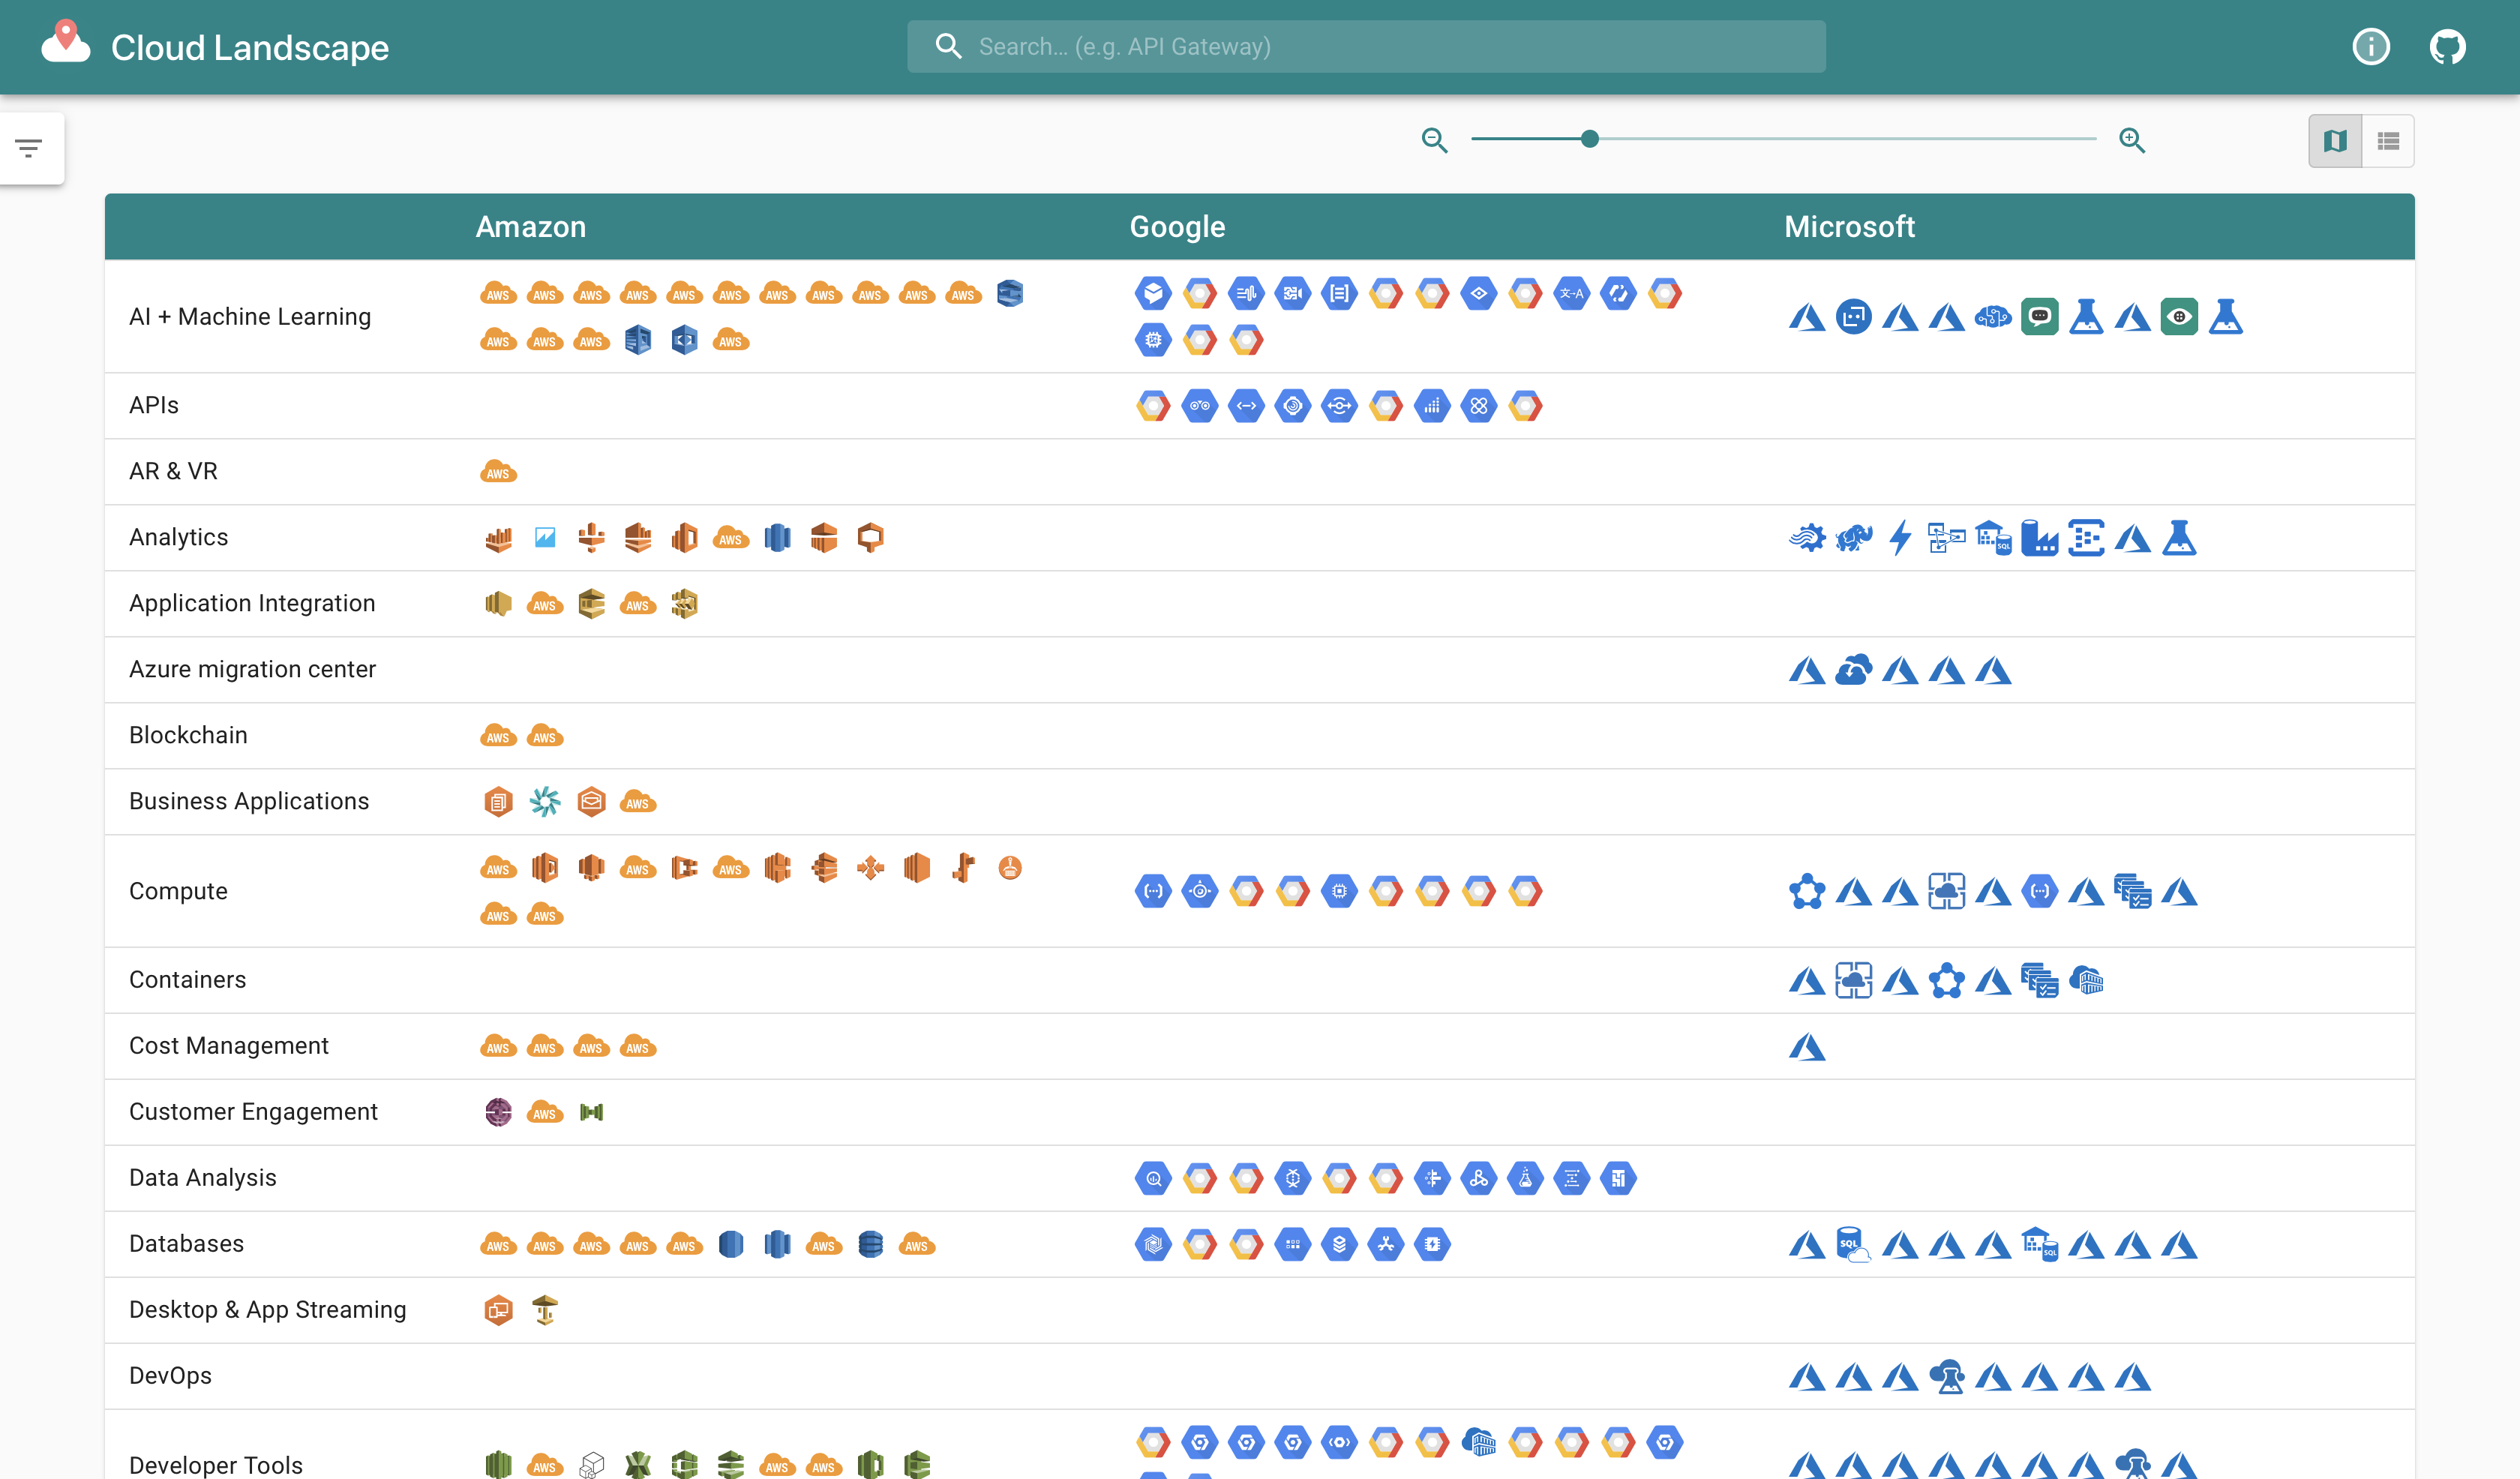 Cloud Landscape
Search... (e.g. API Gateway)
Amazon Google Microsoft
AI + Machine Learning
AWS AWS AWS AWS AWS AWS AWS AWS AWS AWS AWS
文→A
AWS AWS AWS AWS
APIs
AR & VR AWS
Analytics AWS SQL
Application Integration AWS AWS
Azure migration center
Blockchain AWS AWS
Business Applications AWS
Compute
AWS AWS AWS
AWS AWS
Containers
Cost Management AWS AWS AWS AWS
Customer Engagement AWS
Data Analysis
Databases AWS AWS AWS AWS AWS AWS AWS SQL SQL
Desktop & App Streaming
DevOps
Developer Tools AWS AWS AWS